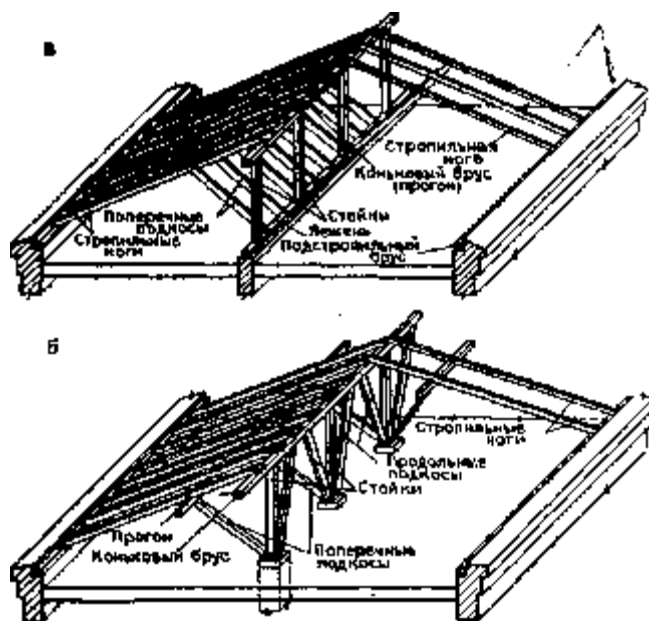 в
Стропильная
нога
Коньковый брус
(прогон)
Поперечные
подкосы
Стропильные
ноги
Стойки
Лежень
Подстропильный
брус
б
Стропильные
ноги
Продольные
подкосы
Стойки
Прогон
Коньковый брус
Поперечные
подкосы